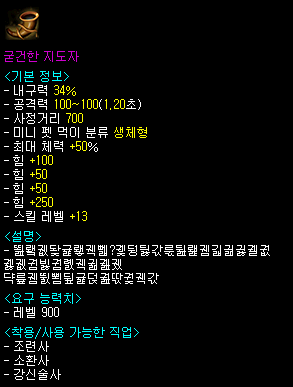 굳건한 지도자
<기본 정보>
- 내구력 34%
- 공격력 100~100(1,20초)
- 사정거리 700
- 미니 펫 먹이 분류 생체형
- 최대 체력 +50%
- 힘 +100
- 힘 +50
- 힘 +50
- 힘 +250
- 스킬 레벨 +13
<설명>
<요구 능력치>
- 레벨 900
<착용/사용 가능한 직업>
- 조련사
- 소환사
- 강신술사